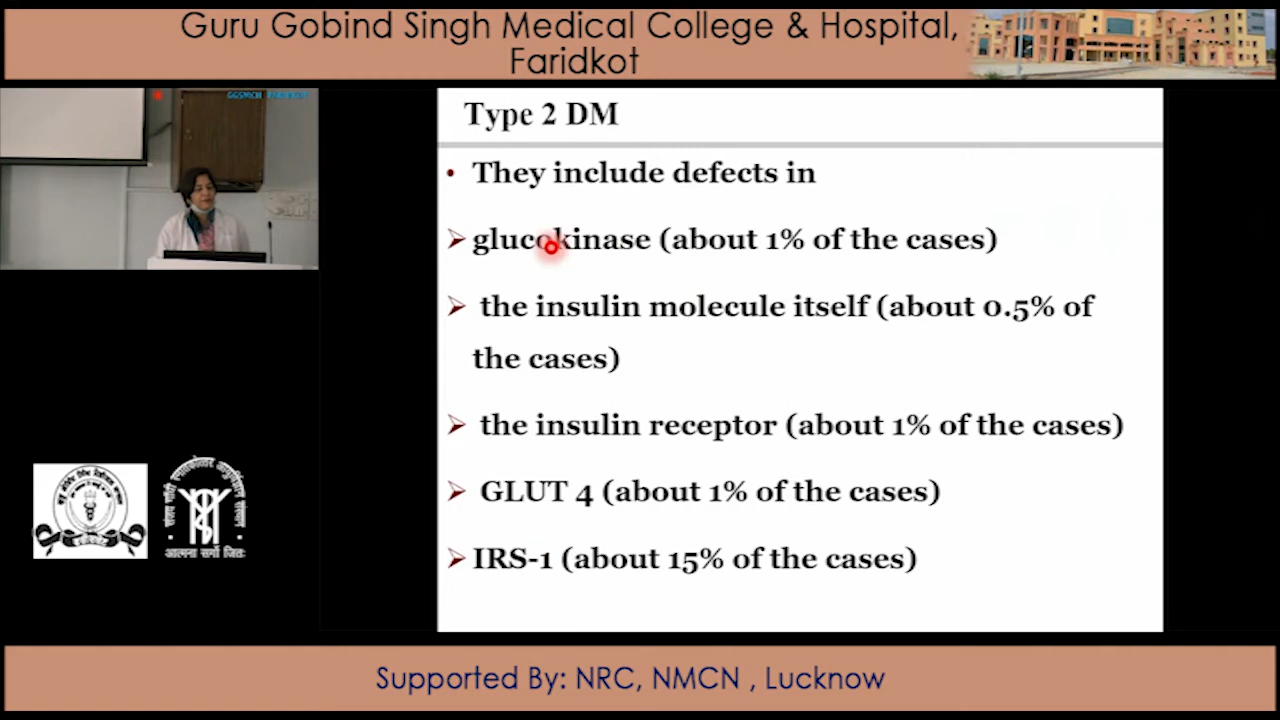 Guru Gobind Singh Medical College & Hospital,
Faridkot
Type 2 DM
• They include defects in
➢ glucokinase (about 1% of the cases)
➢ the insulin molecule itself (about 0.5% of
the cases)
➢ the insulin receptor (about 1% of the cases)
➢ GLUT 4 (about 1% of the cases)
➢ IRS-1 (about 15% of the cases)
आत्मना सर्गो जितः
Supported By: NRC, NMCN , Lucknow